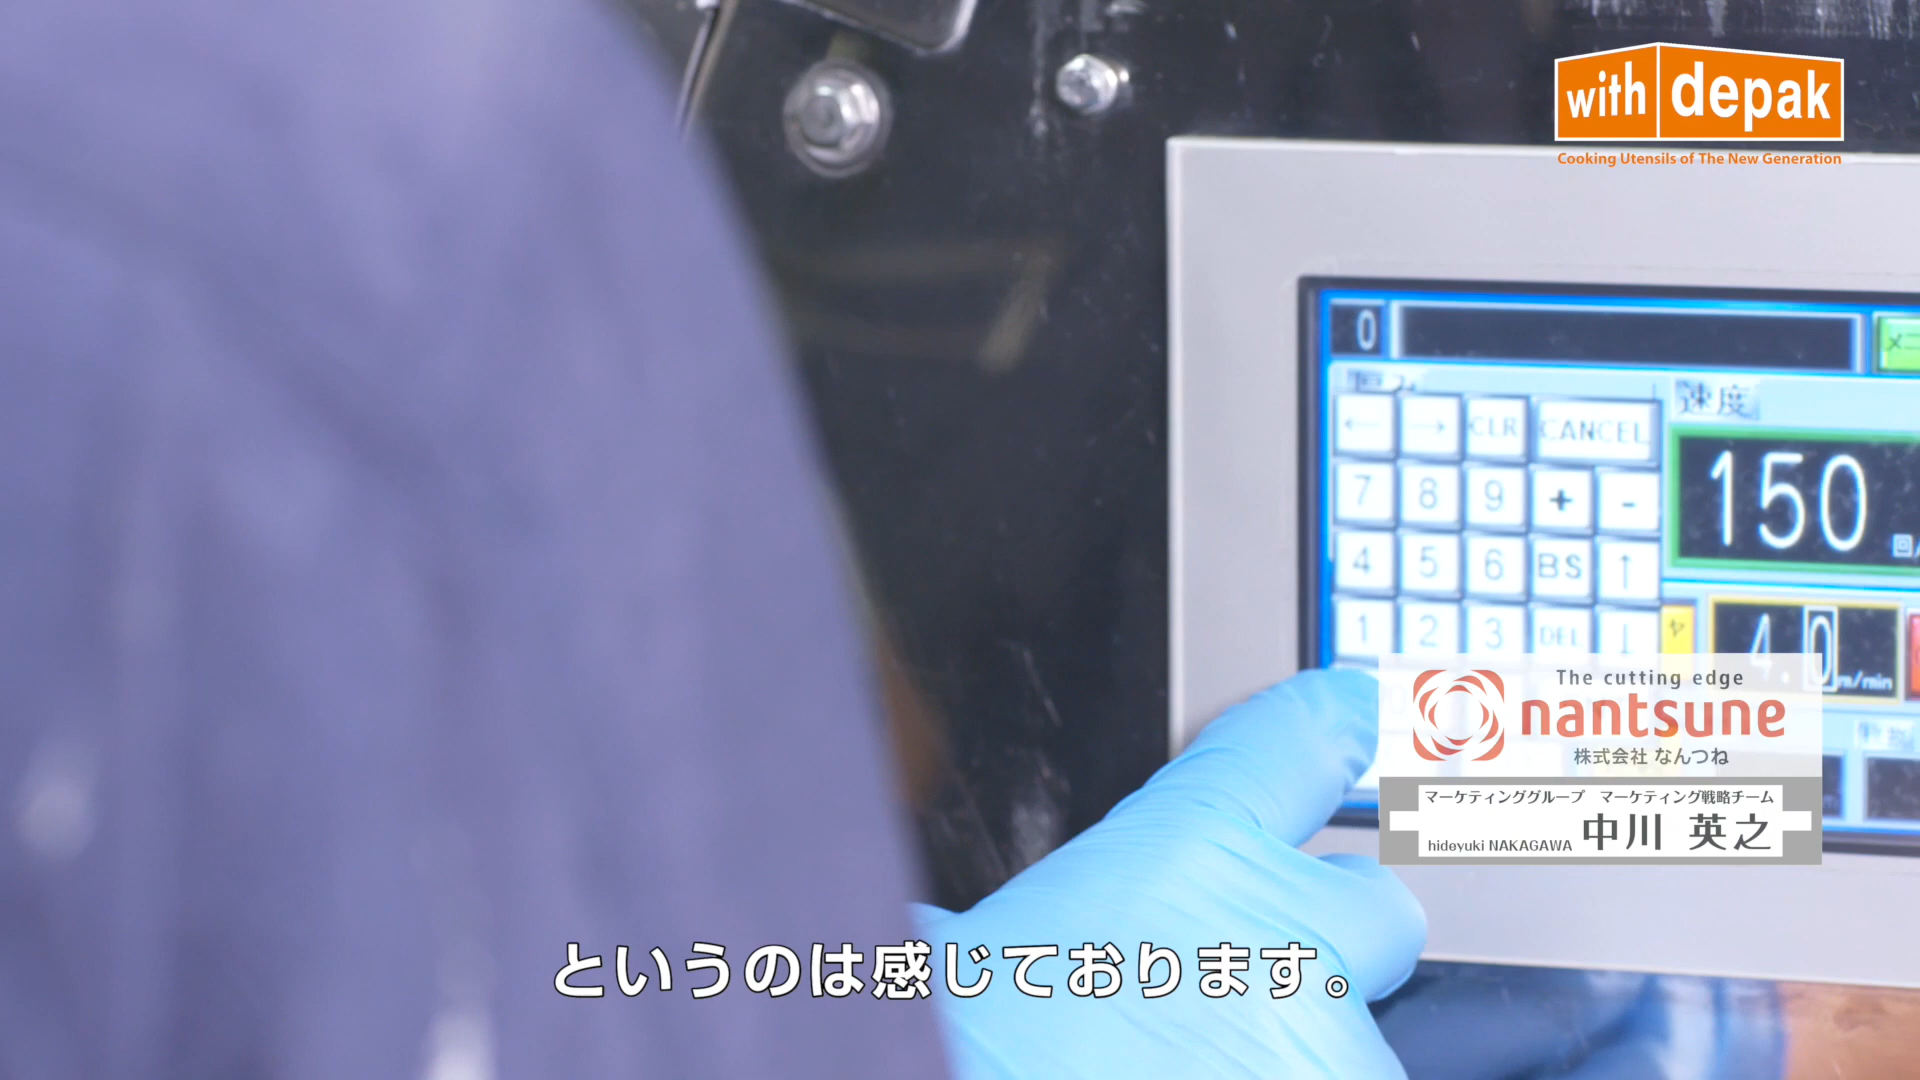 with depak
Cooking Utensils of The New Generation
0
速度
← → CLR CANCEL
7 8 9 + -
150
4 5 6 BS ↑
1 2 3 DEL ↓
4.0 m/min
The cutting edge
nantsune
株式会社 なんつね
マーケティンググループ マーケティング戦略チーム
hideyuki NAKAGAWA 中川 英之
というのは感じております。